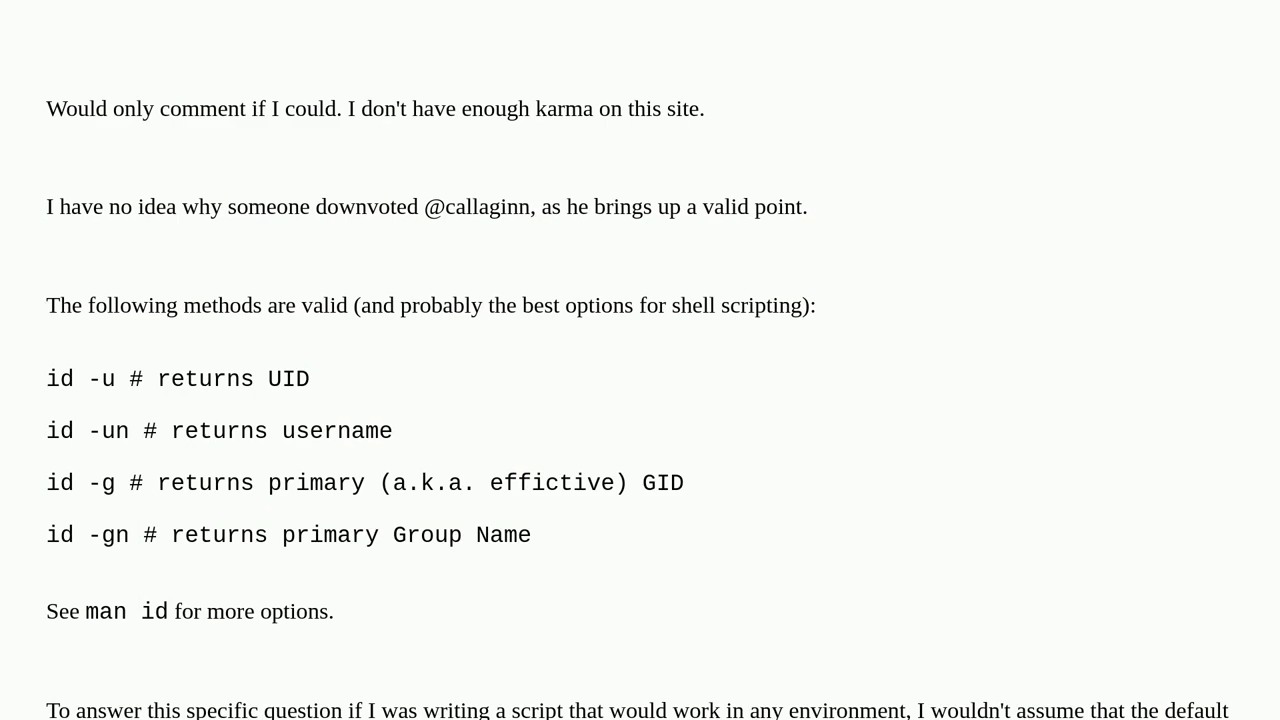 Would only comment if I could. I don't have enough karma on this site.
I have no idea why someone downvoted @callaginn, as he brings up a valid point.
The following methods are valid (and probably the best options for shell scripting):
id -u # returns UID
id -un # returns username
id -g # returns primary (a.k.a. effictive) GID
id -gn # returns primary Group Name
See man id for more options.
To answer this specific question if I was writing a script that would work in any environment, I wouldn't assume that the default